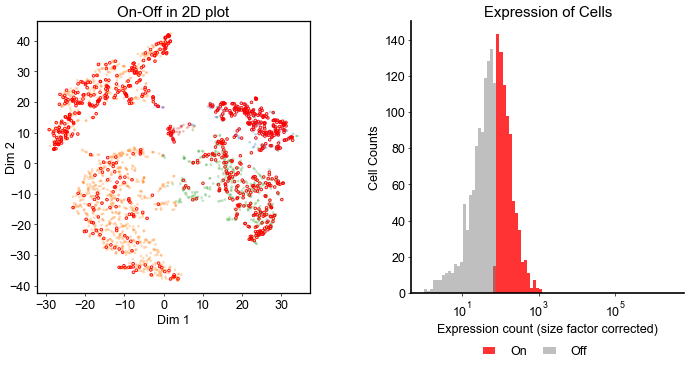 On-Off in 2D plot
40
30
20
10
0
−10
−20
−30
−40
Dim 2
−30 −20 −10 0 10 20 30
Dim 1
Expression of Cells
140
120
100
80
60
40
20
0
Cell Counts
10^1 10^3 10^5
Expression count (size factor corrected)
On Off